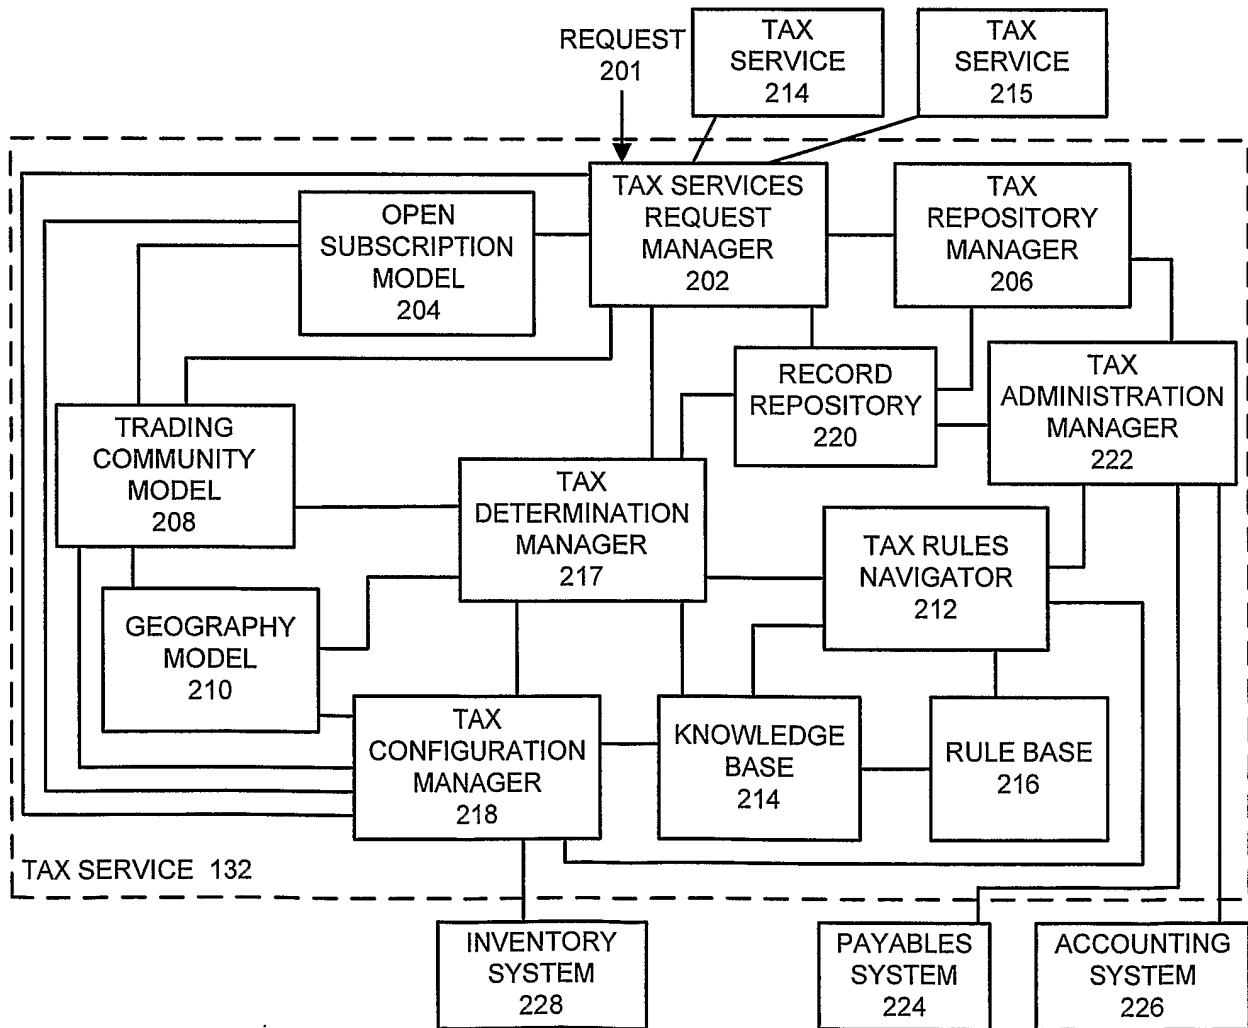 REQUEST
201
TAX
SERVICE
214
TAX
SERVICE
215
OPEN
SUBSCRIPTION
MODEL
204
TAX SERVICES
REQUEST
MANAGER
202
TAX
REPOSITORY
MANAGER
206
RECORD
REPOSITORY
220
TAX
ADMINISTRATION
MANAGER
222
TRADING
COMMUNITY
MODEL
208
TAX
DETERMINATION
MANAGER
217
TAX RULES
NAVIGATOR
212
GEOGRAPHY
MODEL
210
TAX
CONFIGURATION
MANAGER
218
KNOWLEDGE
BASE
214
RULE BASE
216
TAX SERVICE 132
INVENTORY
SYSTEM
228
PAYABLES
SYSTEM
224
ACCOUNTING
SYSTEM
226